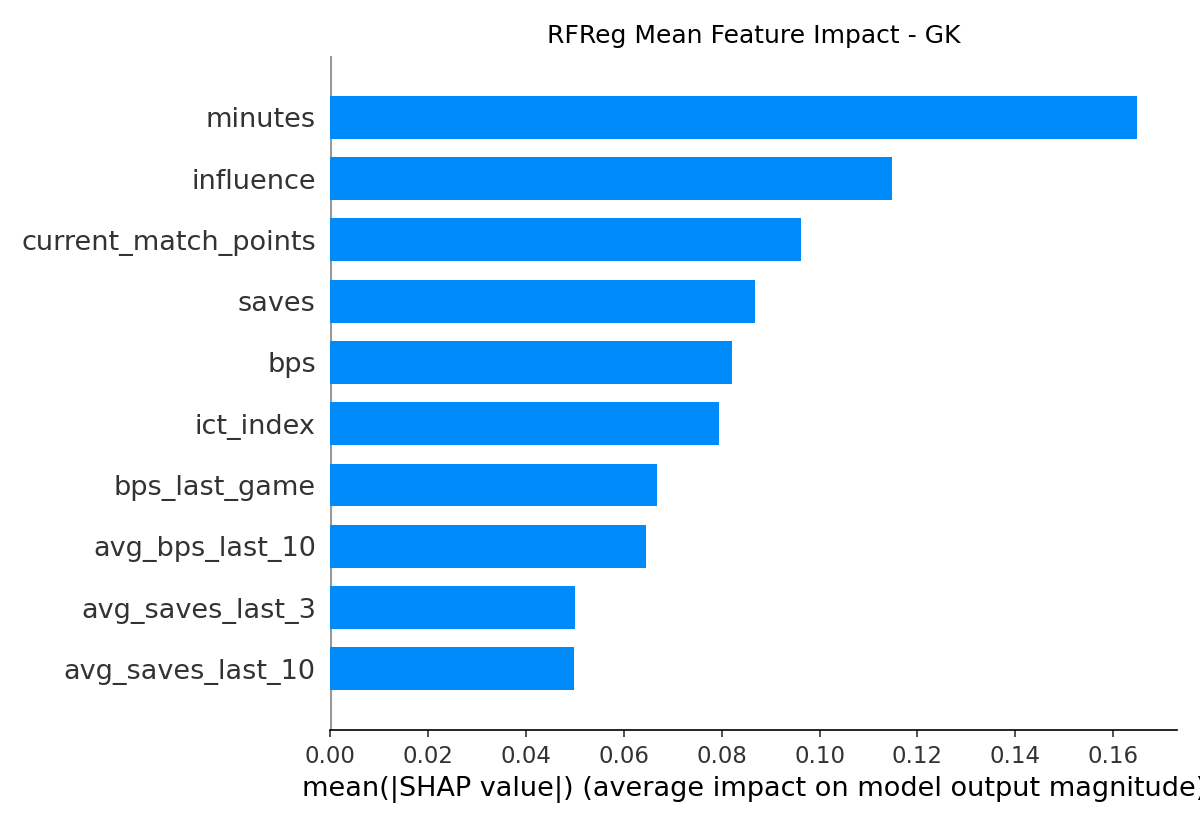 RFReg Mean Feature Impact - GK
minutes
influence
current_match_points
saves
bps
ict_index
bps_last_game
avg_bps_last_10
avg_saves_last_3
avg_saves_last_10
0.00 0.02 0.04 0.06 0.08 0.10 0.12 0.14 0.16
mean(|SHAP value|) (average impact on model output magnitude)